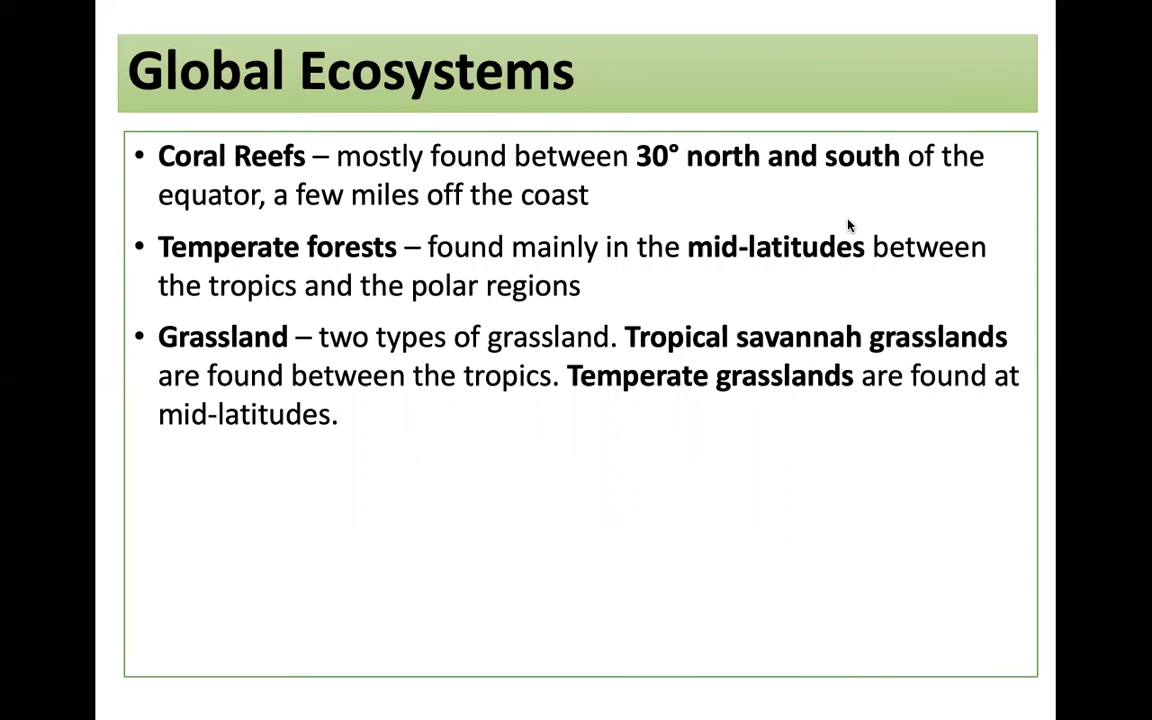 Global Ecosystems
• Coral Reefs – mostly found between 30° north and south of the
equator, a few miles off the coast
• Temperate forests – found mainly in the mid-latitudes between
the tropics and the polar regions
• Grassland – two types of grassland. Tropical savannah grasslands
are found between the tropics. Temperate grasslands are found at
mid-latitudes.